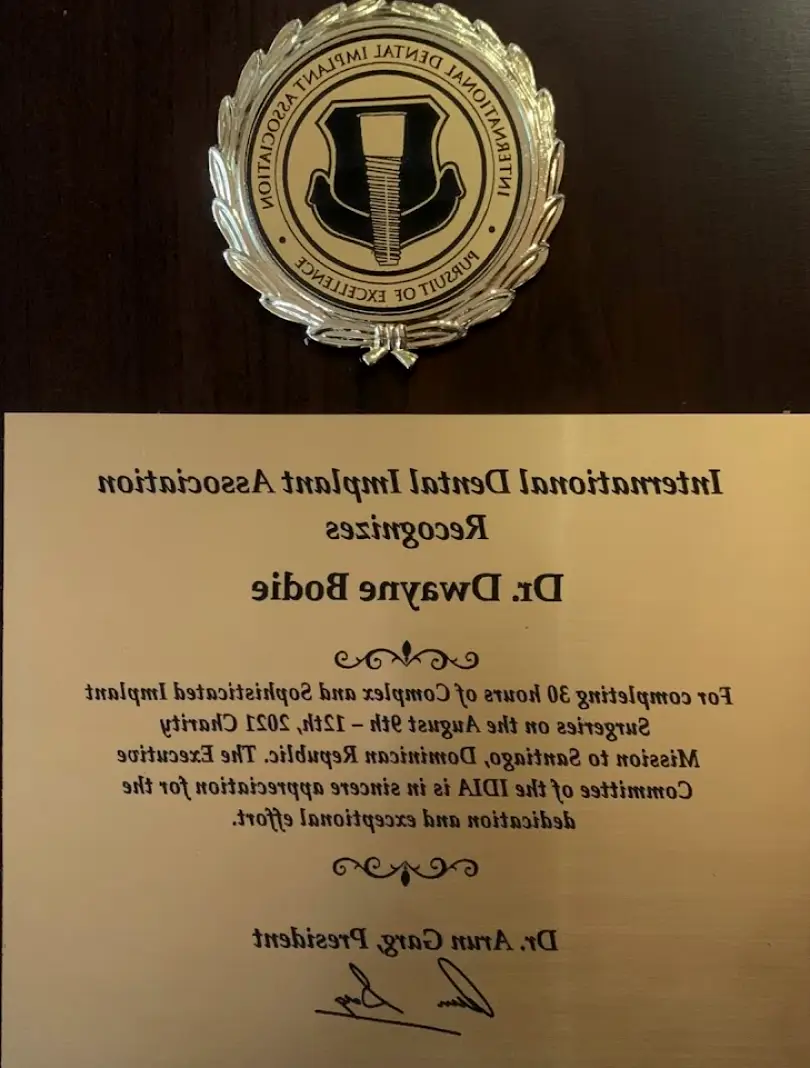 INTERNATIONAL DENTAL IMPLANT ASSOCIATION
PURSUIT OF EXCELLENCE
International Dental Implant Association
Recognizes
Dr. Dwayne Bodie
For completing 30 hours of Complex and Sophisticated Implant
Surgeries on the August 9th – 12th, 2021 Charity
Mission to Santiago, Dominican Republic. The Executive
Committee of the IDIA is in sincere appreciation for the
dedication and exceptional effort.
Dr. Arun Garg, President